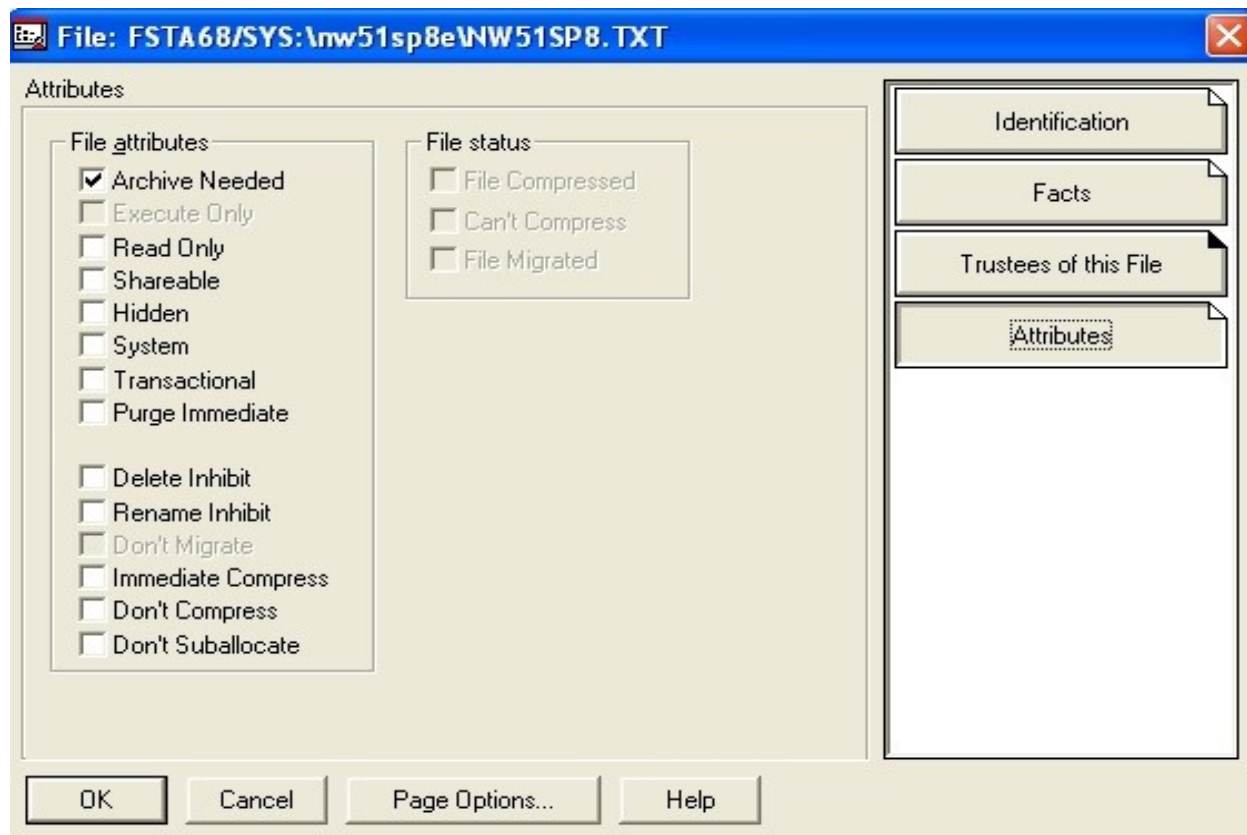 File: FSTA68/SYS:\nw51sp8e\NW51SP8.TXT
Attributes
File attributes
Archive Needed
Execute Only
Read Only
Shareable
Hidden
System
Transactional
Purge Immediate
Delete Inhibit
Rename Inhibit
Don't Migrate
Immediate Compress
Don't Compress
Don't Suballocate
File status
File Compressed
Can't Compress
File Migrated
Identification
Facts
Trustees of this File
Attributes
OK
Cancel
Page Options...
Help